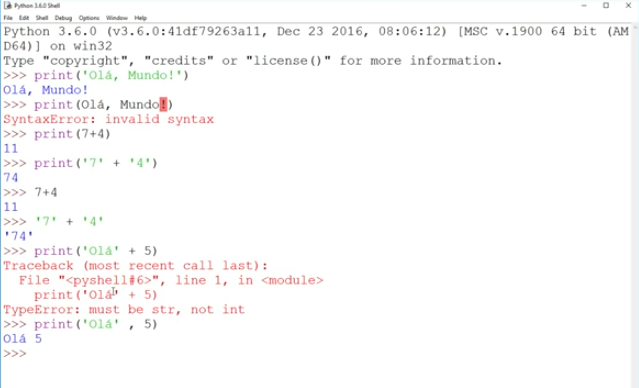 Python 3.6.0 Shell
File Edit Shell Debug Options Window Help
Python 3.6.0 (v3.6.0:41df79263a11, Dec 23 2016, 08:06:12) [MSC v.1900 64 bit (AM
D64)] on win32
Type "copyright", "credits" or "license()" for more information.
>>> print('Olá, Mundo!')
Olá, Mundo!
>>> print(Olá, Mundo!)
SyntaxError: invalid syntax
>>> print(7+4)
11
>>> print('7' + '4')
74
>>> 7+4
11
>>> '7' + '4'
'74'
>>> print('Olá' + 5)
Traceback (most recent call last):
  File "<pyshell#6>", line 1, in <module>
    print('Olá' + 5)
TypeError: must be str, not int
>>> print('Olá' , 5)
Olá 5
>>>